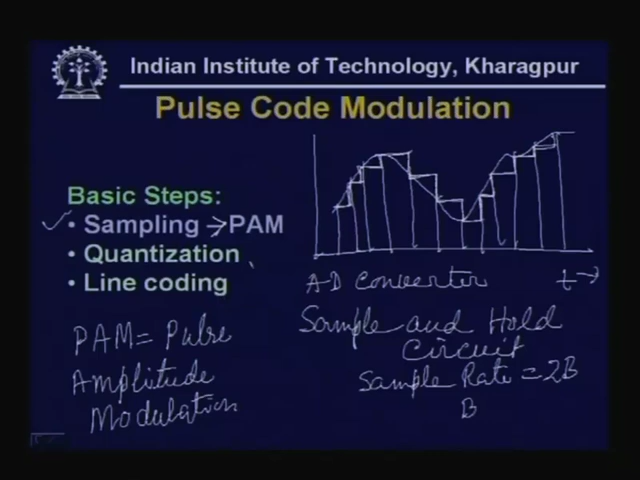 Indian Institute of Technology, Kharagpur
Pulse Code Modulation
Basic Steps:
• Sampling → PAM
• Quantization
• Line coding
PAM = Pulse
Amplitude
Modulation
A-D Converter
t →
Sample and Hold
Circuit
Sample Rate = 2B
B